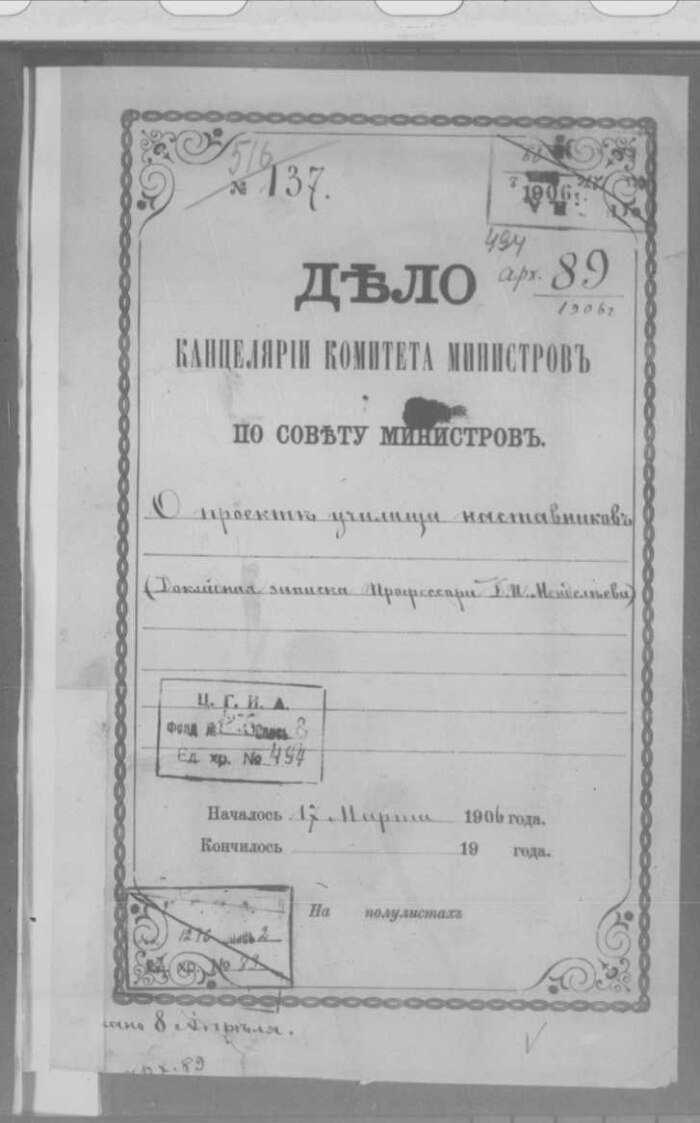 516
№ 137.
1906
494
арх. 89
1906 г
ДѢЛО
КАНЦЕЛЯРІИ КОМИТЕТА МИНИСТРОВЪ
ПО СОВѢТУ МИНИСТРОВЪ.
О проектѣ училища наставниковъ
(Докладная записка Профессора Д.И. Менделѣева)
Ц. Г. И. А.
Фонд № 1276 Опись 2
Ед. хр. № 494
Началось 17 Марта 1906 года.
Кончилось 19 года.
На полулистахъ
1276 2
Ед. хр. № 89
8 Апрѣля.
арх. 89